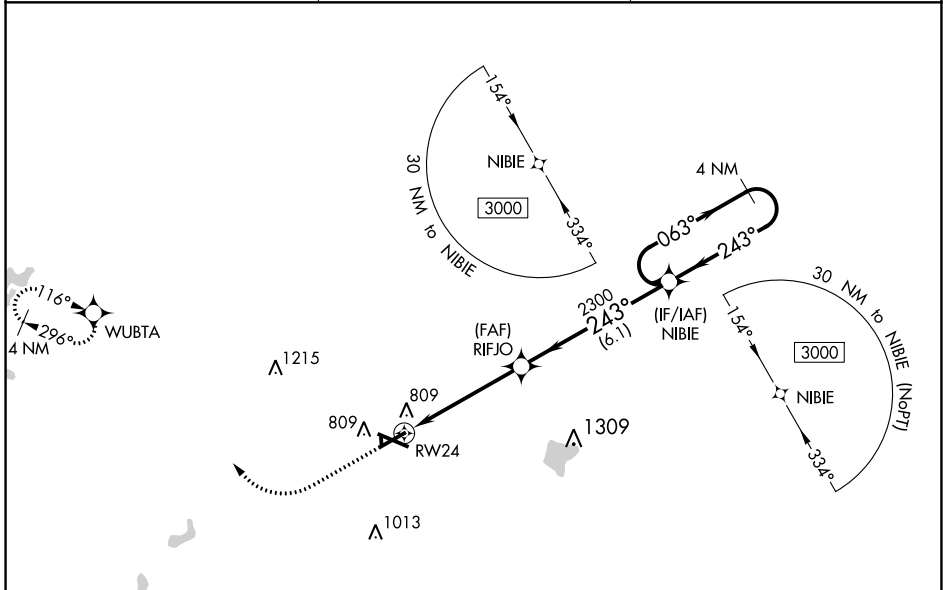 154°
NIBIE
3000
334°
30 NM to NIBIE
4 NM
063°
243°
30 NM to NIBIE (NoPT)
154°
3000
NIBIE
334°
(IF/IAF)
NIBIE
2300
243°
(6.1)
(FAF)
RIFJO
116°
296°
4 NM
WUBTA
1215
809
809
RW24
1309
1013